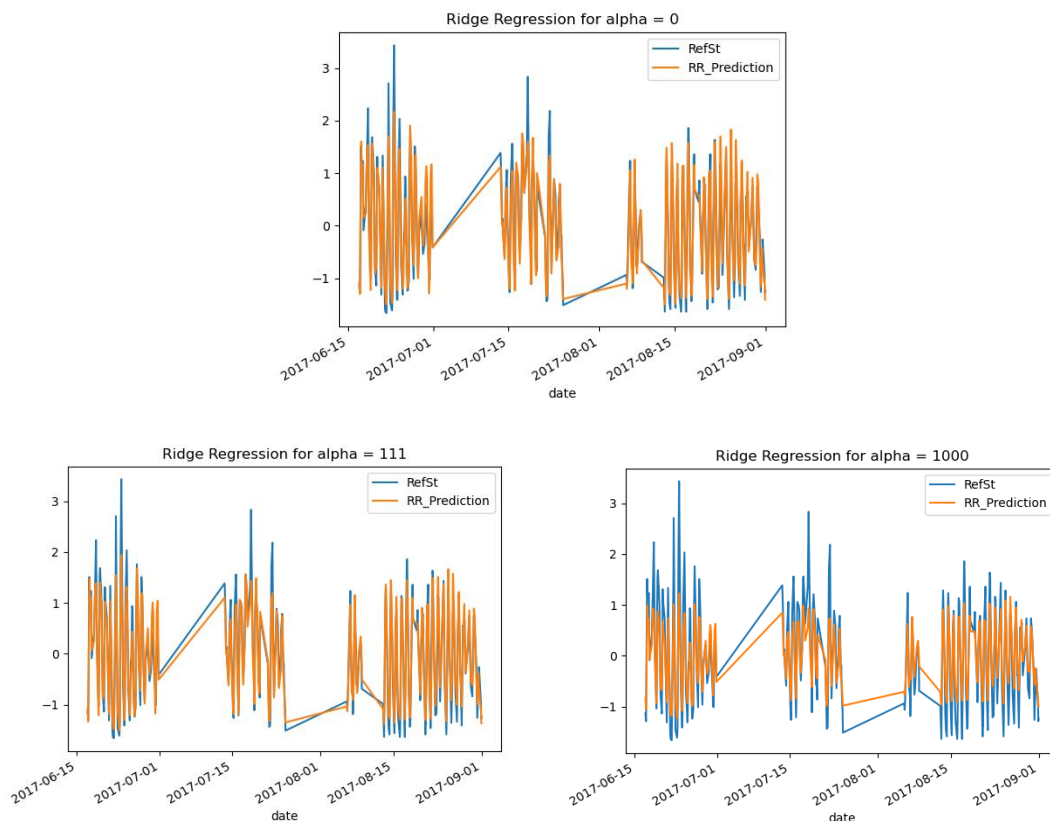 Ridge Regression for alpha = 0
RefSt
RR_Prediction
3
2
1
0
−1
2017-06-15
2017-07-01
2017-07-15
2017-08-01
2017-08-15
2017-09-01
date
Ridge Regression for alpha = 111
RefSt
RR_Prediction
3
2
1
0
−1
2017-06-15
2017-07-01
2017-07-15
2017-08-01
2017-08-15
2017-09-01
date
Ridge Regression for alpha = 1000
RefSt
RR_Prediction
3
2
1
0
−1
2017-06-15
2017-07-01
2017-07-15
2017-08-01
2017-08-15
2017-09-01
date